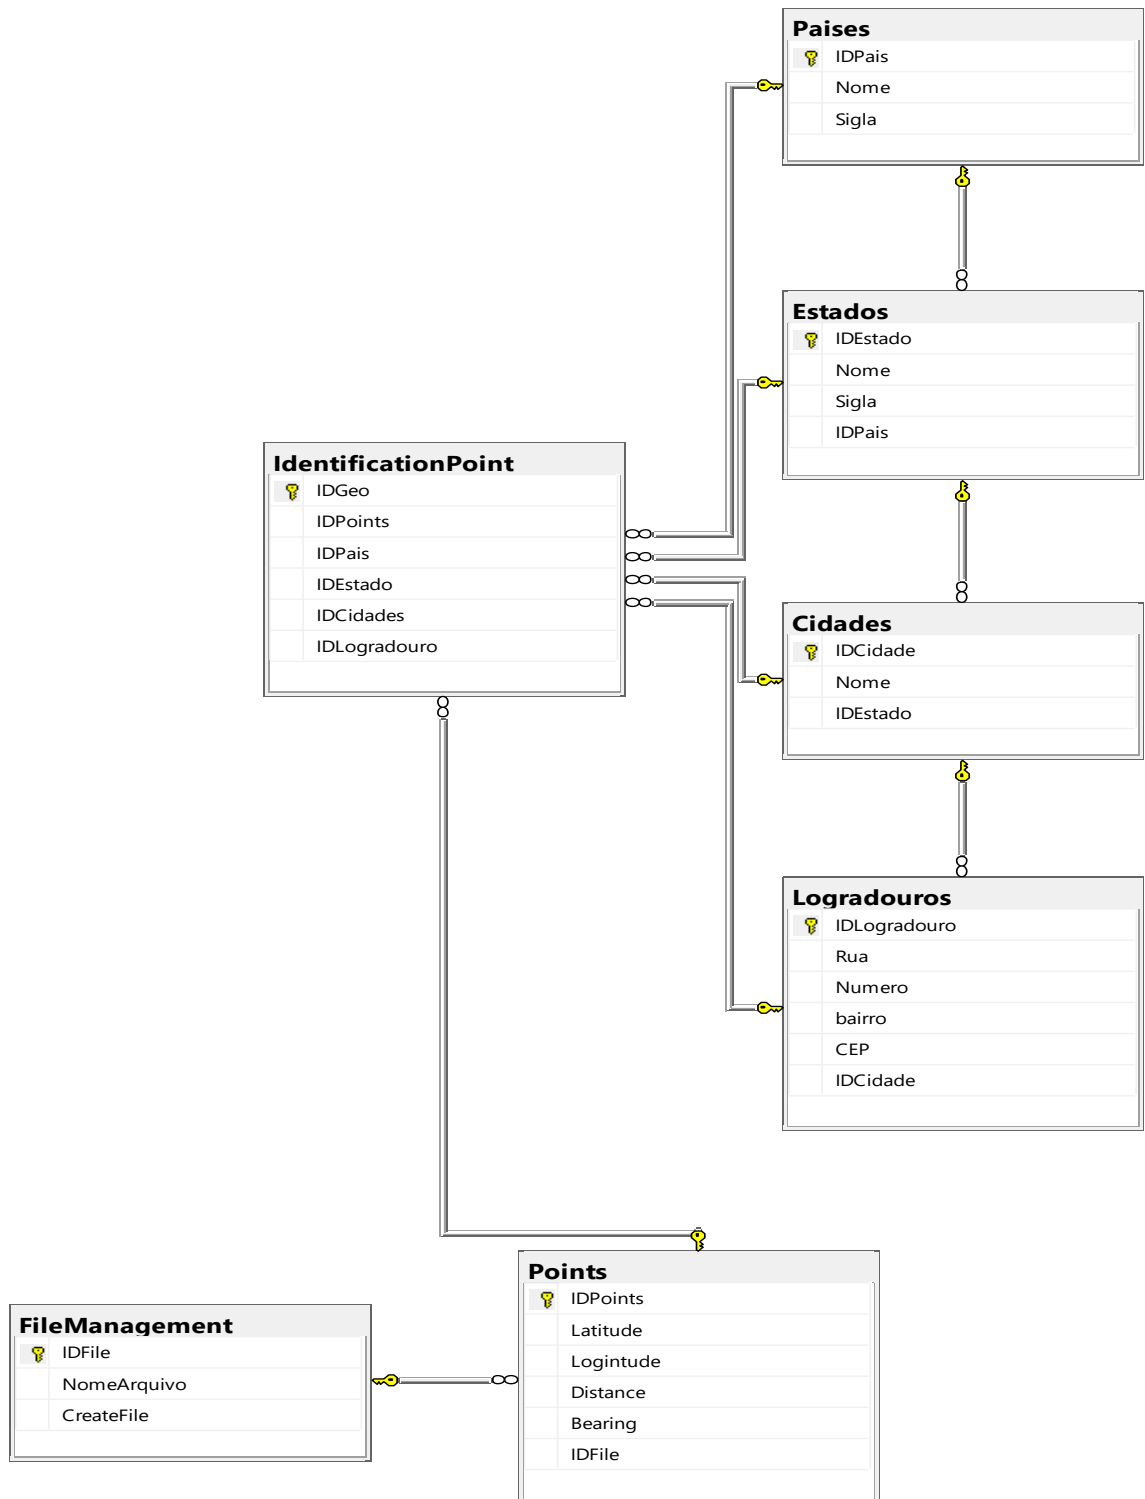 Paises
IDPais
Nome
Sigla
Estados
IDEstado
Nome
Sigla
IDPais
IdentificationPoint
IDGeo
IDPoints
IDPais
IDEstado
IDCidades
IDLogradouro
Cidades
IDCidade
Nome
IDEstado
Logradouros
IDLogradouro
Rua
Numero
bairro
CEP
IDCidade
Points
IDPoints
Latitude
Logintude
Distance
Bearing
IDFile
FileManagement
IDFile
NomeArquivo
CreateFile